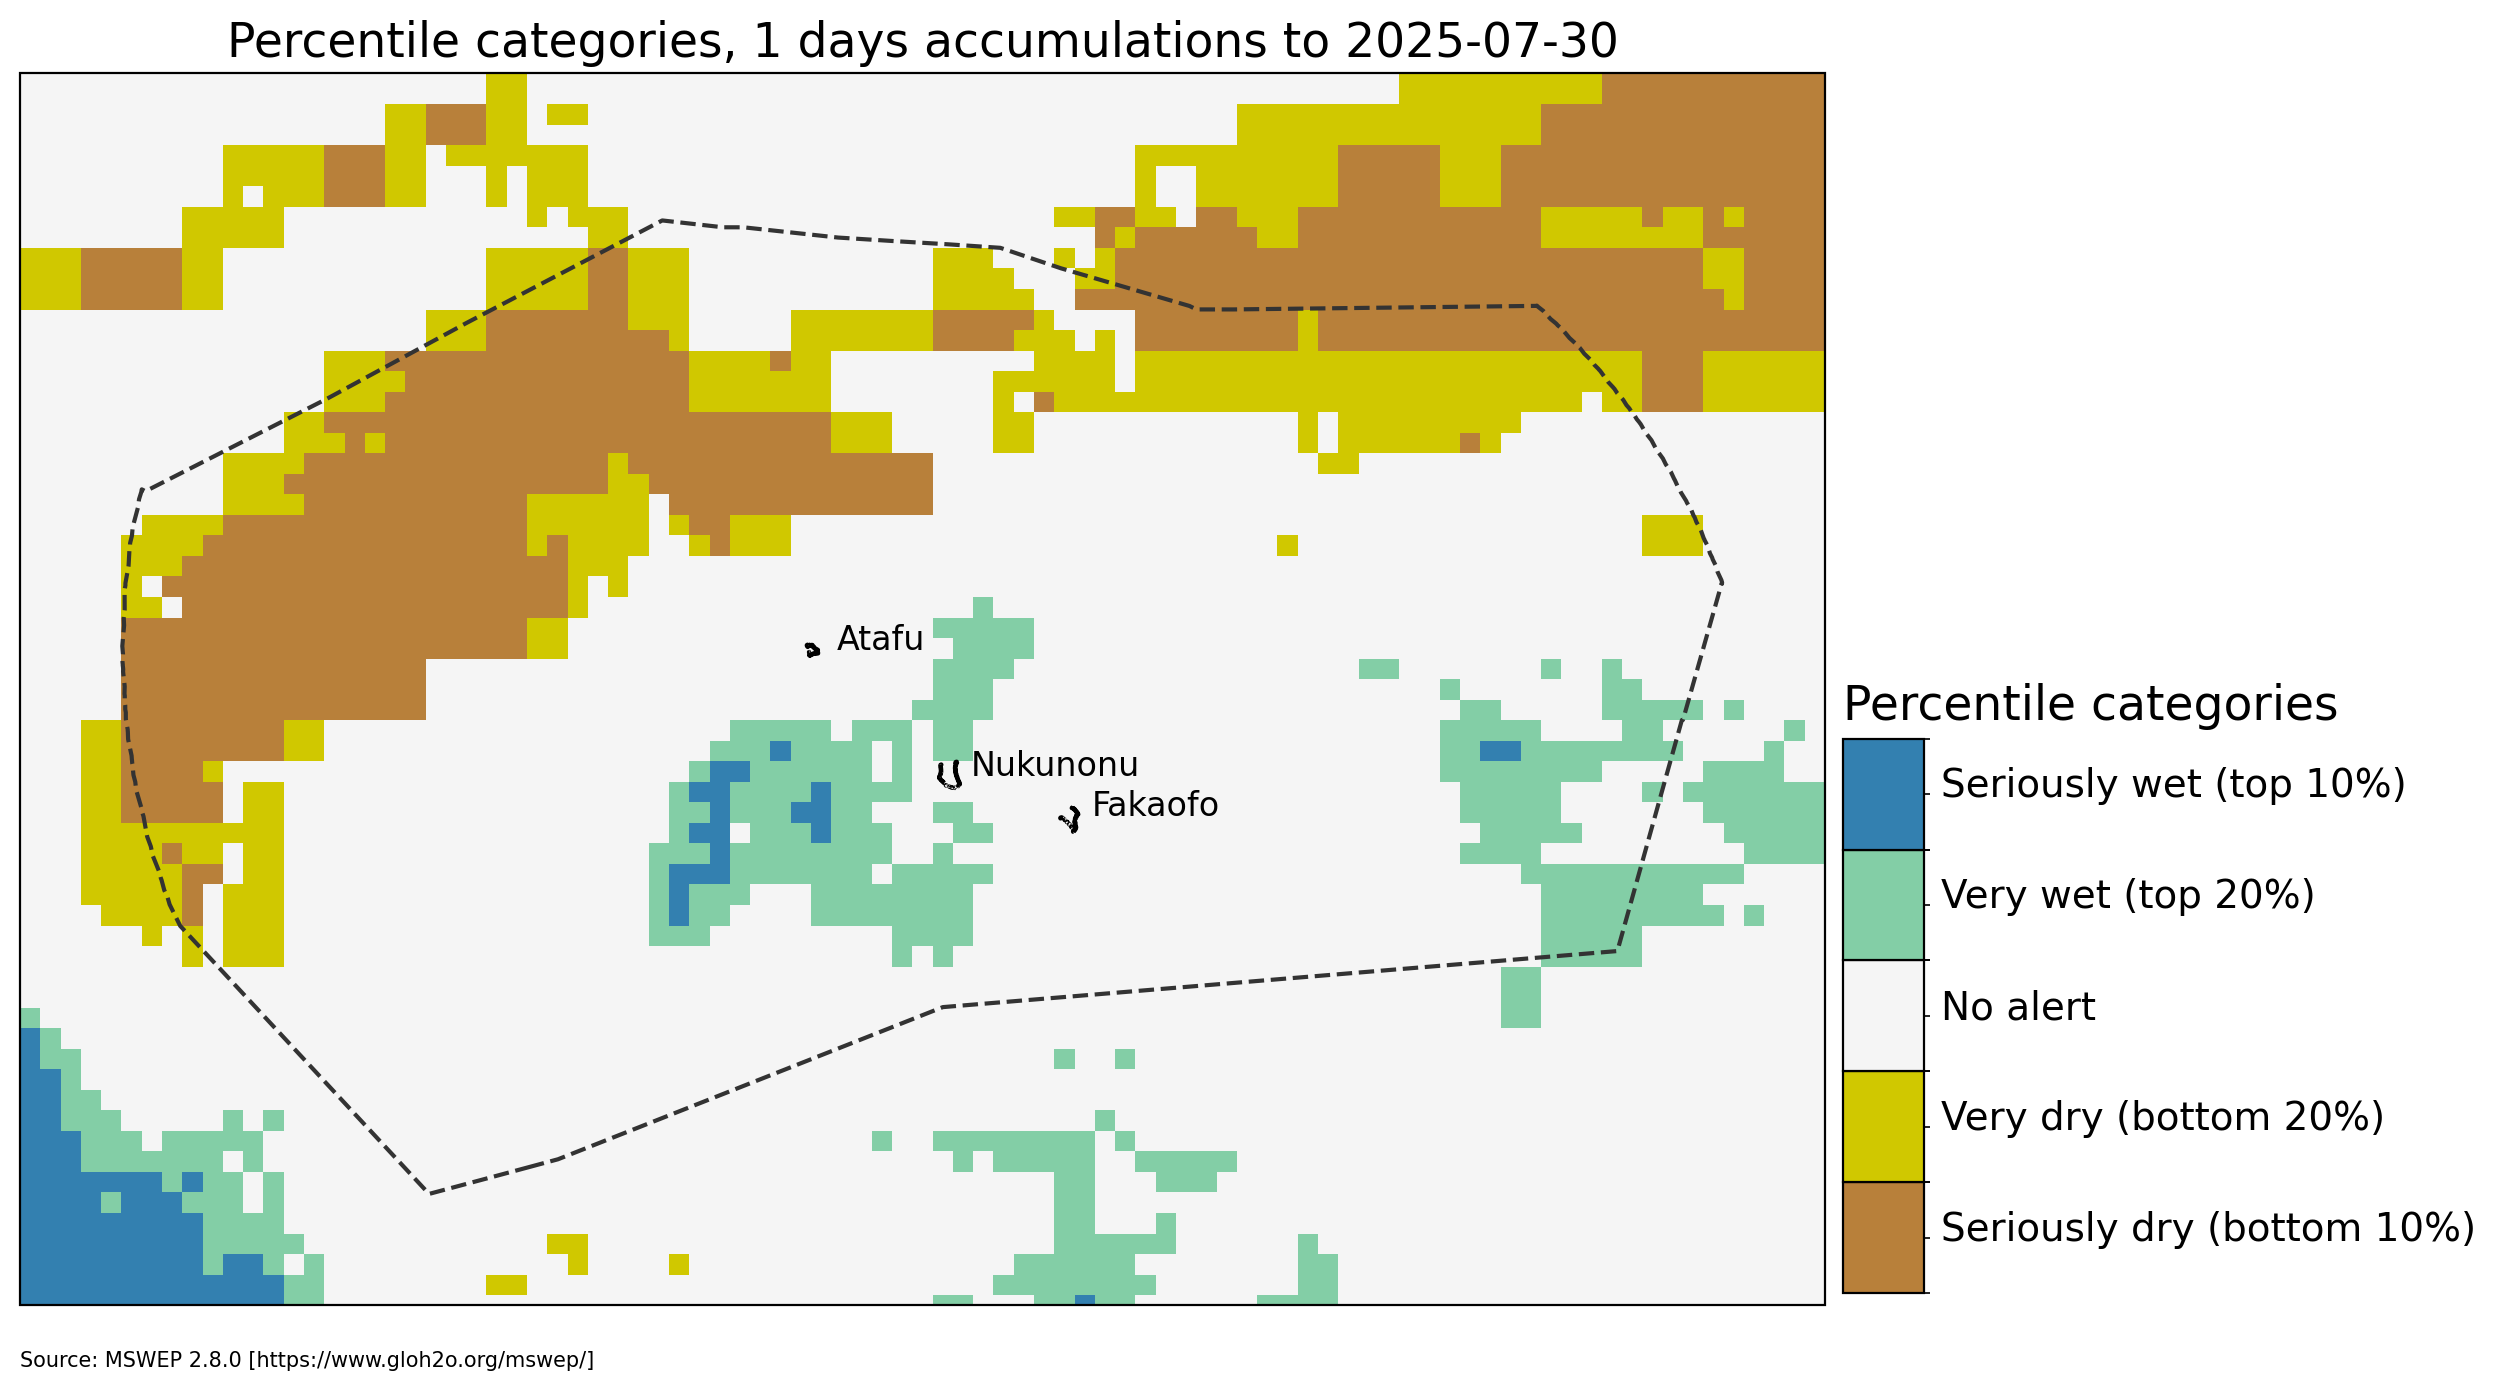 Percentile categories, 1 days accumulations to 2025-07-30
Atafu
Nukunonu
Fakaofo
Percentile categories
Seriously wet (top 10%)
Very wet (top 20%)
No alert
Very dry (bottom 20%)
Seriously dry (bottom 10%)
Source: MSWEP 2.8.0 [https://www.gloh2o.org/mswep/]